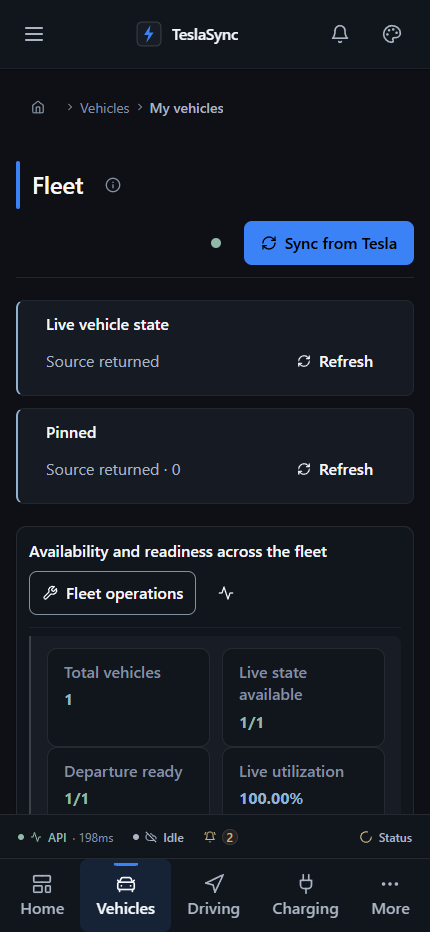 TeslaSync
Vehicles
My vehicles
Fleet
Sync from Tesla
Live vehicle state
Source returned
Refresh
Pinned
Source returned · 0
Refresh
Availability and readiness across the fleet
Fleet operations
Total vehicles
1
Live state
available
1/1
Departure ready
1/1
Live utilization
100.00%
API · 198ms
Idle
2
Status
Home
Vehicles
Driving
Charging
More